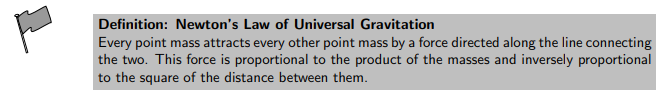 Definition: Newton's Law of Universal Gravitation
Every point mass attracts every other point mass by a force directed along the line connecting
the two. This force is proportional to the product of the masses and inversely proportional
to the square of the distance between them.